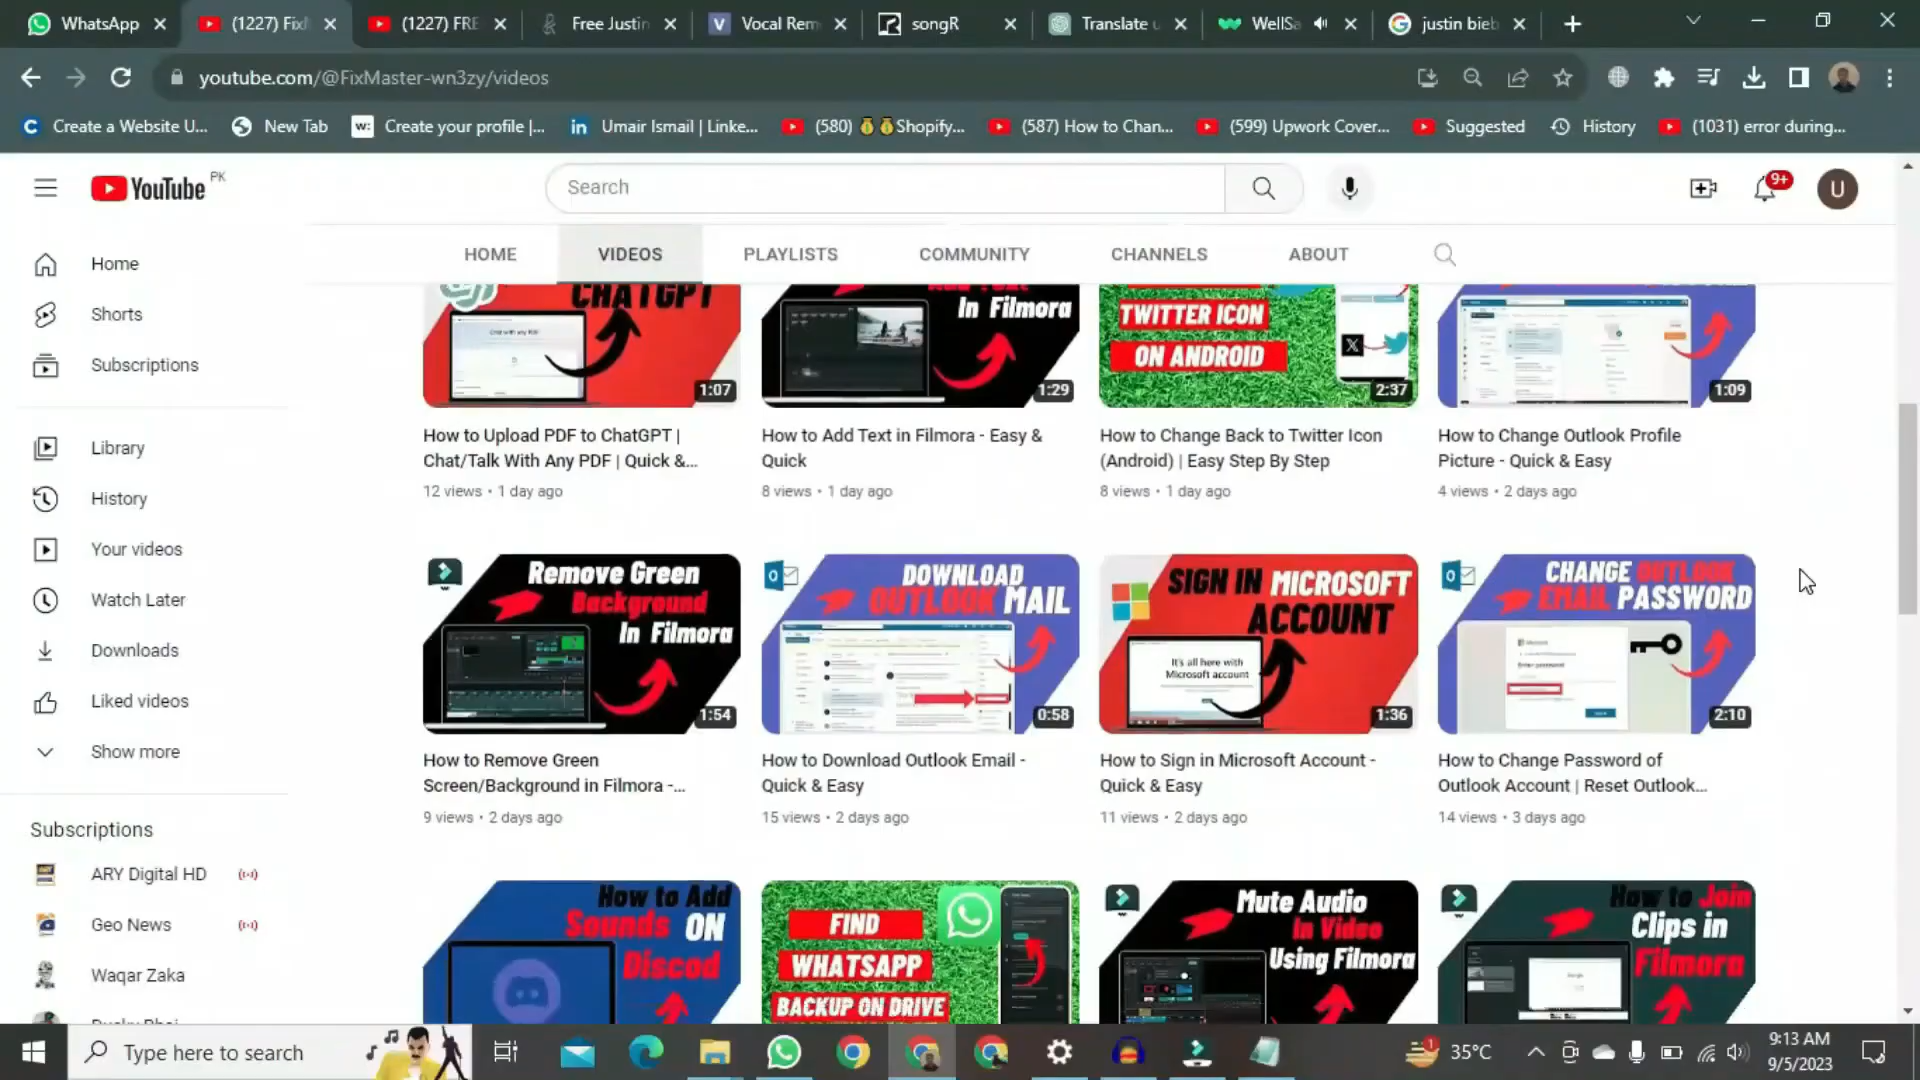 WhatsApp
(1227) Fix
(1227) FRE
Free Justin
Vocal Rem
songR
Translate
WellSa
justin bieb
youtube.com/@FixMaster-wn3zy/videos
Create a Website U...
New Tab
Create your profile |...
Umair Ismail | Linke...
(580) 💰💰Shopify...
(587) How to Chan...
(599) Upwork Cover...
Suggested
History
(1031) error during...
YouTube PK
Search
9+
U
HOME
VIDEOS
PLAYLISTS
COMMUNITY
CHANNELS
ABOUT
Home
Shorts
Subscriptions
Library
History
Your videos
Watch Later
Downloads
Liked videos
Show more
Subscriptions
ARY Digital HD
Geo News
Waqar Zaka
CHATGPT
1:07
How to Upload PDF to ChatGPT |
Chat/Talk With Any PDF | Quick &...
12 views • 1 day ago
In Filmora
1:29
How to Add Text in Filmora - Easy &
Quick
8 views • 1 day ago
TWITTER ICON
ON ANDROID
2:37
How to Change Back to Twitter Icon
(Android) | Easy Step By Step
8 views • 1 day ago
1:09
How to Change Outlook Profile
Picture - Quick & Easy
4 views • 2 days ago
Remove Green
Background
In Filmora
1:54
How to Remove Green
Screen/Background in Filmora -...
9 views • 2 days ago
DOWNLOAD
OUTLOOK MAIL
0:58
How to Download Outlook Email -
Quick & Easy
15 views • 2 days ago
SIGN IN MICROSOFT
ACCOUNT
It's all here with
Microsoft account
1:36
How to Sign in Microsoft Account -
Quick & Easy
11 views • 2 days ago
CHANGE OUTLOOK
EMAIL PASSWORD
2:10
How to Change Password of
Outlook Account | Reset Outlook...
14 views • 3 days ago
How to Add
Sounds ON
Discod
FIND
WHATSAPP
BACKUP ON DRIVE
Mute Audio
In Video
Using Filmora
How to Join
Clips in
Filmora
Type here to search
1
35°C
9:13 AM
9/5/2023